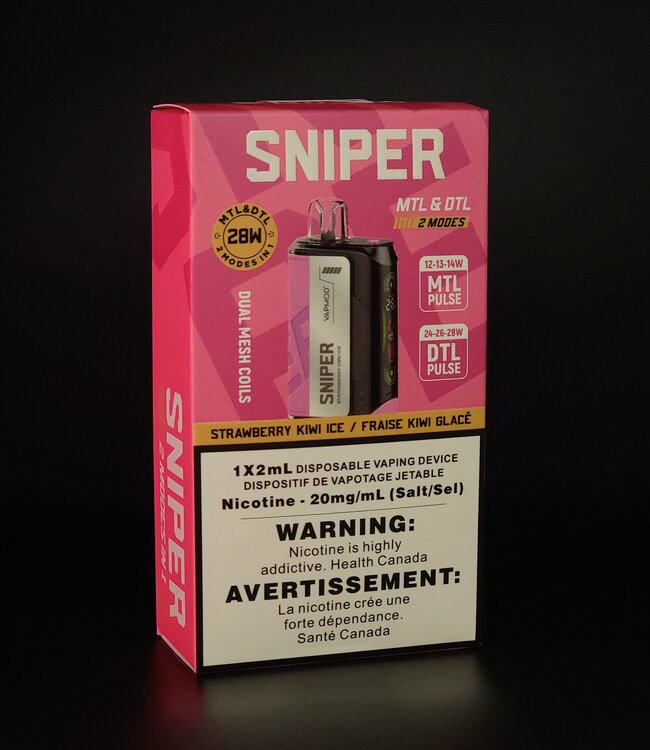 SNIPER
MTL & DTL
2 MODES
MTL&DTL
28W
2 MODES IN 1
12-13-14W
MTL
PULSE
24-26-28W
DTL
PULSE
DUAL MESH COILS
VAPMOD
SNIPER
STRAWBERRY KIWI ICE
STRAWBERRY KIWI ICE / FRAISE KIWI GLACÉ
1X2mL DISPOSABLE VAPING DEVICE
DISPOSITIF DE VAPOTAGE JETABLE
Nicotine - 20mg/mL (Salt/Sel)
WARNING:
Nicotine is highly
addictive. Health Canada
AVERTISSEMENT:
La nicotine crée une
forte dépendance.
Santé Canada
SNIPER
2 MODES IN 1